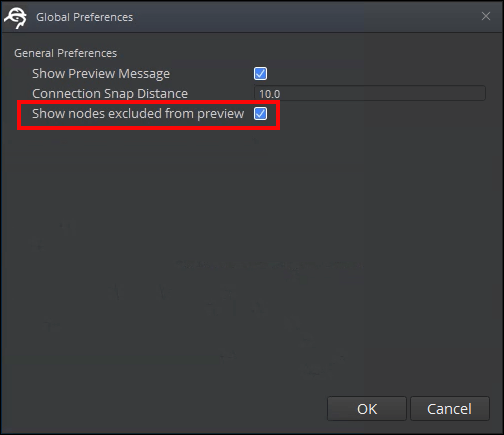 Global Preferences
General Preferences
Show Preview Message
Connection Snap Distance 10.0
Show nodes excluded from preview
OK Cancel